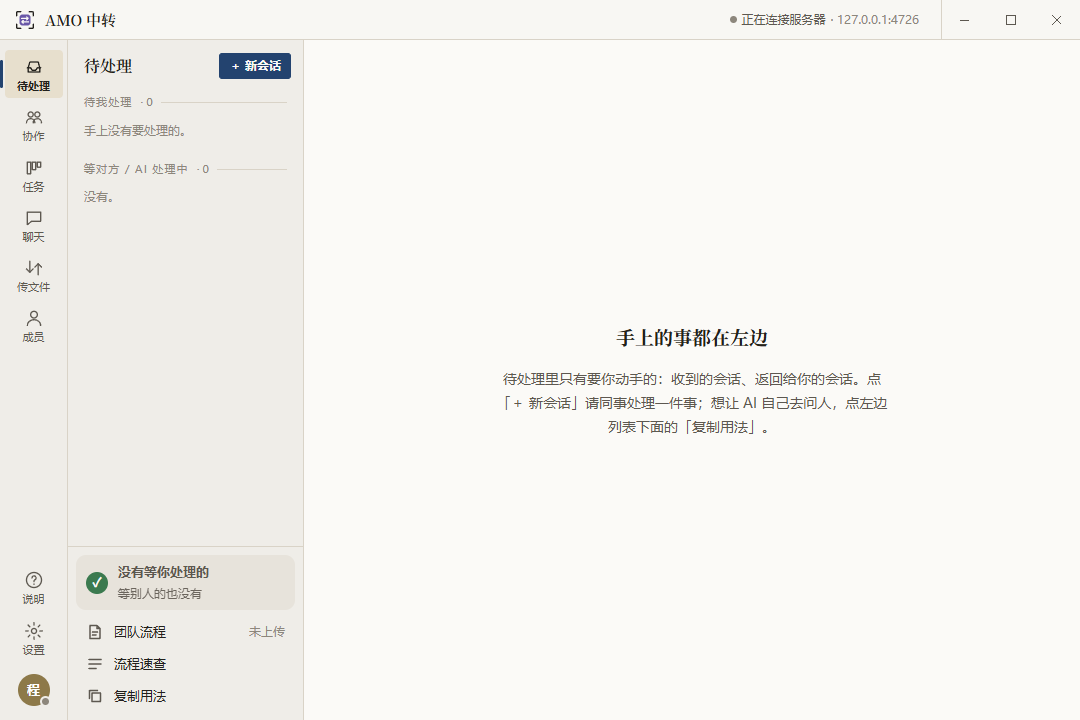 AMO 中转
正在连接服务器 · 127.0.0.1:4726
待处理
协作
任务
聊天
传文件
成员
说明
设置
程
待处理
+ 新会话
待我处理 · 0
手上没有要处理的。
等对方 / AI 处理中 · 0
没有。
没有等你处理的
等别人的也没有
团队流程 未上传
流程速查
复制用法
手上的事都在左边
待处理里只有要你动手的：收到的会话、返回给你的会话。点
「+ 新会话」请同事处理一件事；想让 AI 自己去问人，点左边
列表下面的「复制用法」。